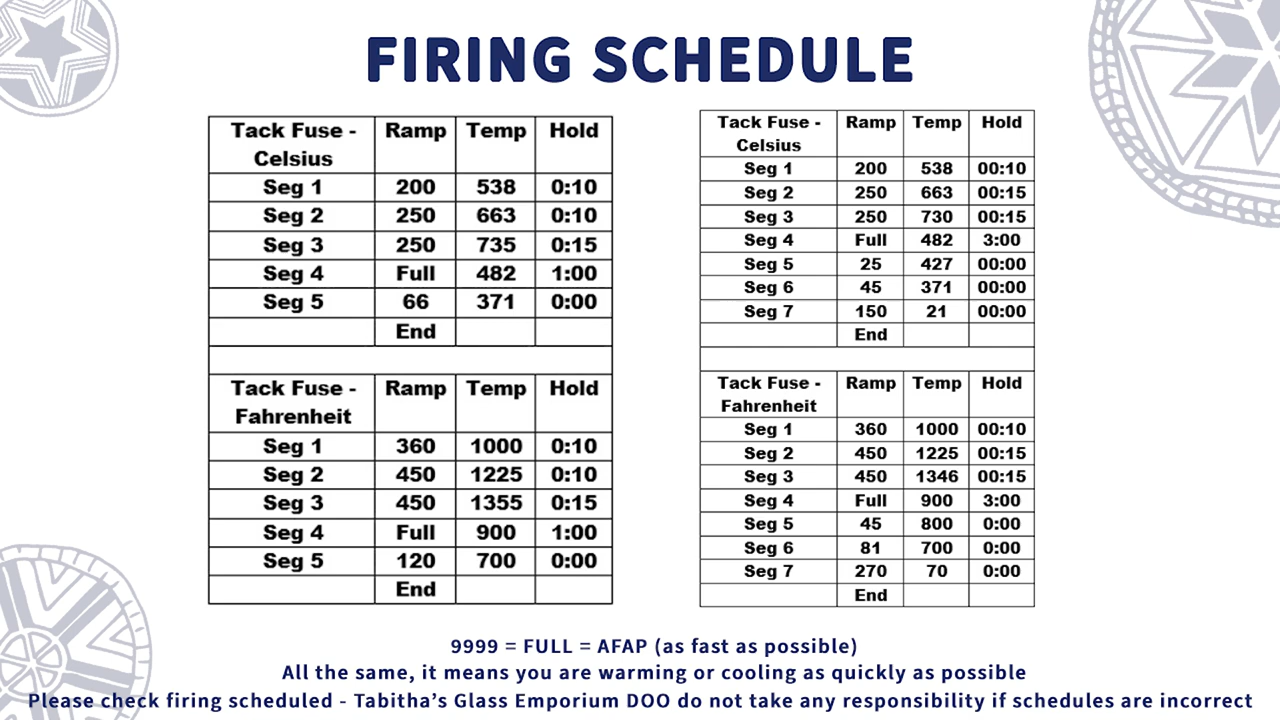 FIRING SCHEDULE
Tack Fuse - Celsius Ramp Temp Hold
Seg 1 200 538 0:10
Seg 2 250 663 0:10
Seg 3 250 735 0:15
Seg 4 Full 482 1:00
Seg 5 66 371 0:00
End
Tack Fuse - Fahrenheit Ramp Temp Hold
Seg 1 360 1000 0:10
Seg 2 450 1225 0:10
Seg 3 450 1355 0:15
Seg 4 Full 900 1:00
Seg 5 120 700 0:00
End
Tack Fuse - Celsius Ramp Temp Hold
Seg 1 200 538 00:10
Seg 2 250 663 00:15
Seg 3 250 730 00:15
Seg 4 Full 482 3:00
Seg 5 25 427 00:00
Seg 6 45 371 00:00
Seg 7 150 21 00:00
End
Tack Fuse - Fahrenheit Ramp Temp Hold
Seg 1 360 1000 00:10
Seg 2 450 1225 00:15
Seg 3 450 1346 00:15
Seg 4 Full 900 3:00
Seg 5 45 800 0:00
Seg 6 81 700 0:00
Seg 7 270 70 0:00
End
9999 = FULL = AFAP (as fast as possible)
All the same, it means you are warming or cooling as quickly as possible
Please check firing scheduled - Tabitha's Glass Emporium DOO do not take any responsibility if schedules are incorrect